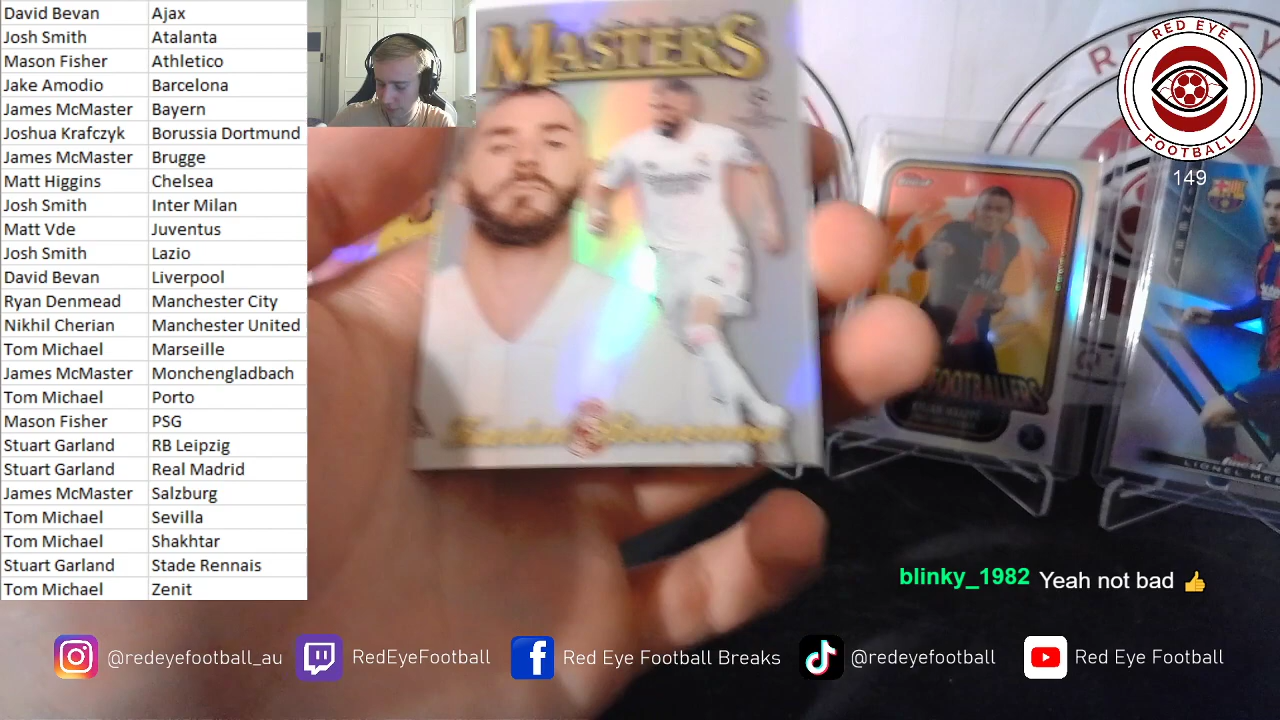 David Bevan Ajax
Josh Smith Atalanta
Mason Fisher Athletico
Jake Amodio Barcelona
James McMaster Bayern
Joshua Krafczyk Borussia Dortmund
James McMaster Brugge
Matt Higgins Chelsea
Josh Smith Inter Milan
Matt Vde Juventus
Josh Smith Lazio
David Bevan Liverpool
Ryan Denmead Manchester City
Nikhil Cherian Manchester United
Tom Michael Marseille
James McMaster Monchengladbach
Tom Michael Porto
Mason Fisher PSG
Stuart Garland RB Leipzig
Stuart Garland Real Madrid
James McMaster Salzburg
Tom Michael Sevilla
Tom Michael Shakhtar
Stuart Garland Stade Rennais
Tom Michael Zenit
MASTERS
Karim Benzema
RED EYE
FOOTBALL
149
FOOTBALLERS
LIONEL
blinky_1982 Yeah not bad 👍
@redeyefootball_au RedEyeFootball Red Eye Football Breaks @redeyefootball Red Eye Football